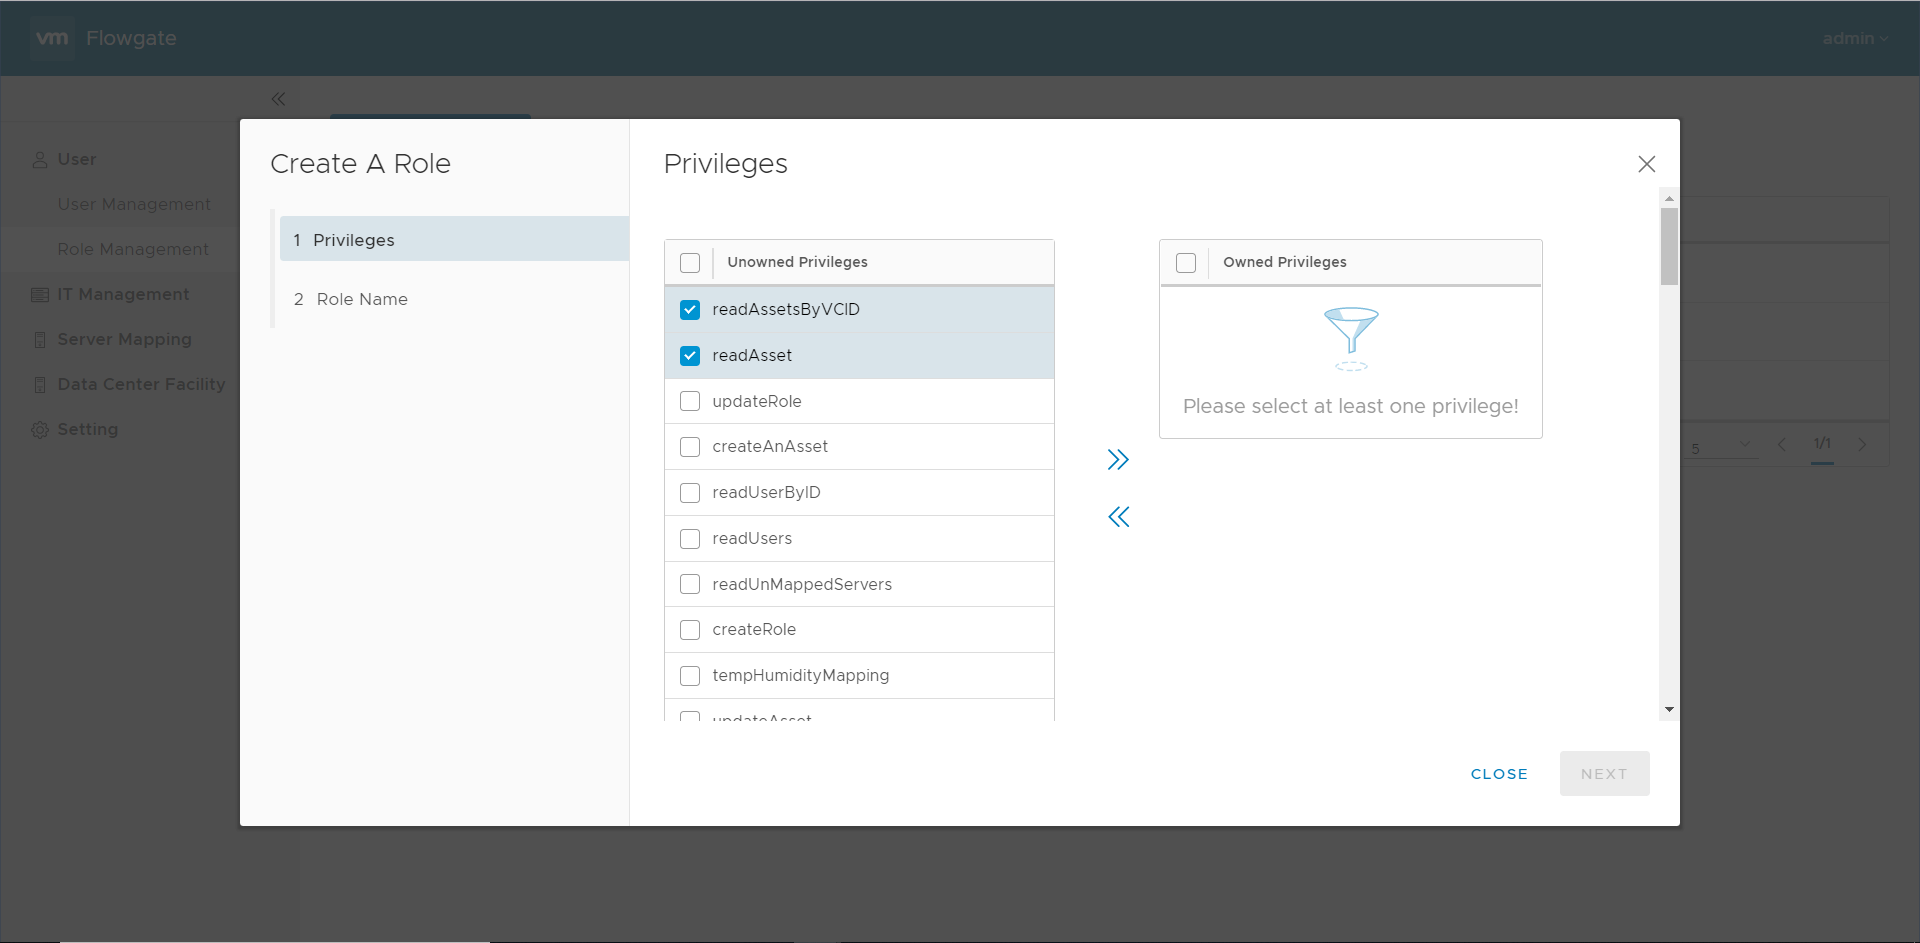 vm Flowgate
admin
User
User Management
Role Management
IT Management
Server Mapping
Data Center Facility
Setting
Create A Role
1 Privileges
2 Role Name
Privileges
Unowned Privileges
readAssetsByVCID
readAsset
updateRole
createAnAsset
readUserByID
readUsers
readUnMappedServers
createRole
tempHumidityMapping
updateAsset
Owned Privileges
Please select at least one privilege!
CLOSE
NEXT
5
1/1